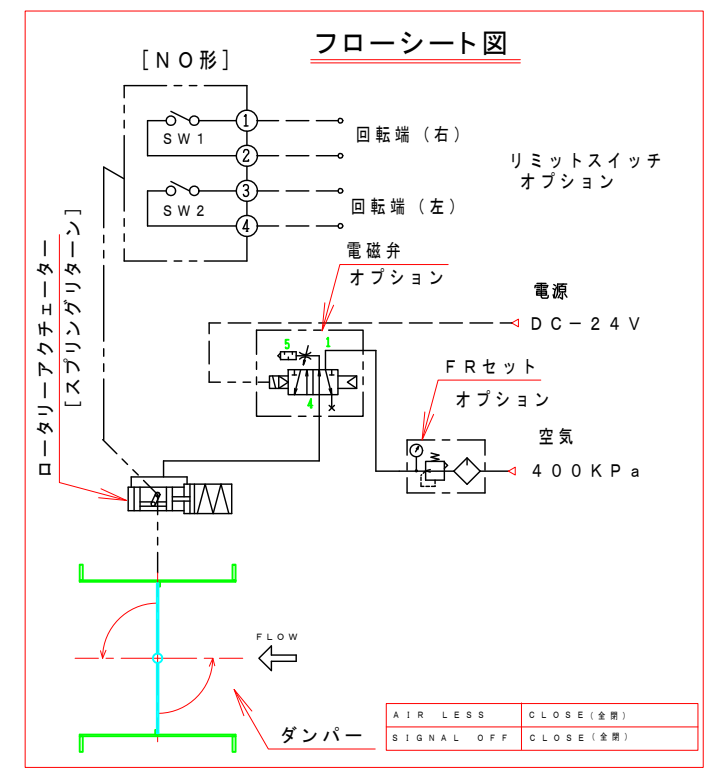 フローシート図
[NO形]
1
SW1
2
回転端(右)
リミットスイッチ
オプション
3
SW2
4
回転端(左)
ロータリーアクチェーター
[スプリングリターン]
電磁弁
オプション
電源
DC-24V
5
1
4
FRセット
オプション
空気
400KPa
FLOW
ダンパー
AIR LESS CLOSE(全閉)
SIGNAL OFF CLOSE(全閉)